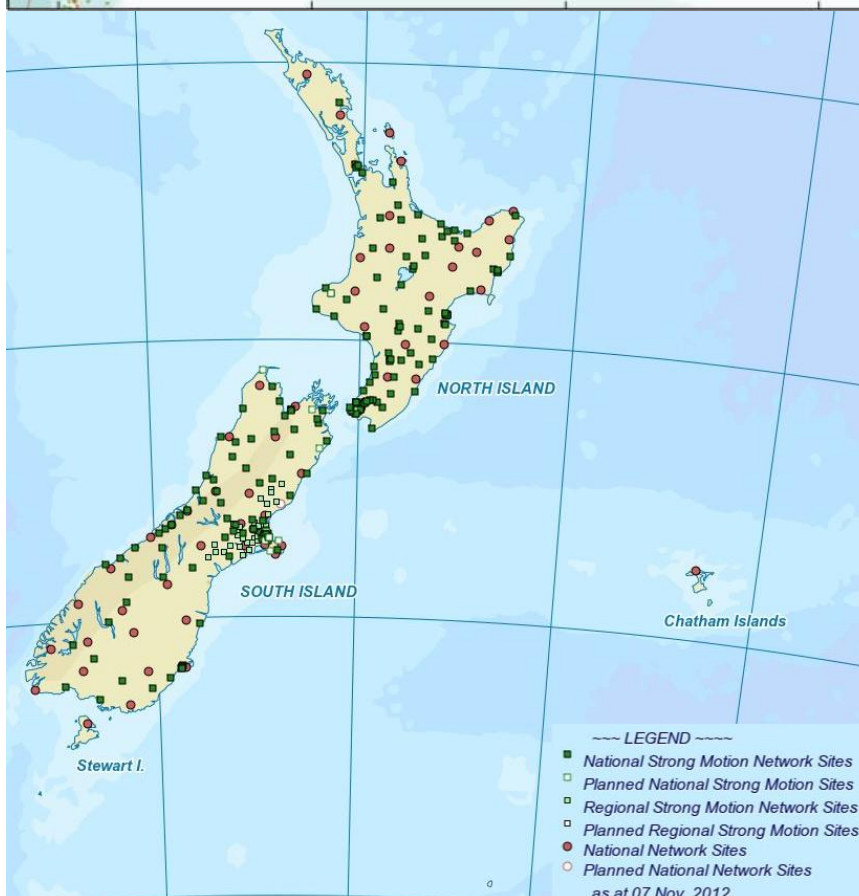 NORTH ISLAND
SOUTH ISLAND
Chatham Islands
Stewart I.
~~~ LEGEND ~~~~
National Strong Motion Network Sites
Planned National Strong Motion Sites
Regional Strong Motion Network Sites
Planned Regional Strong Motion Sites
National Network Sites
Planned National Network Sites
as at 07 Nov, 2012